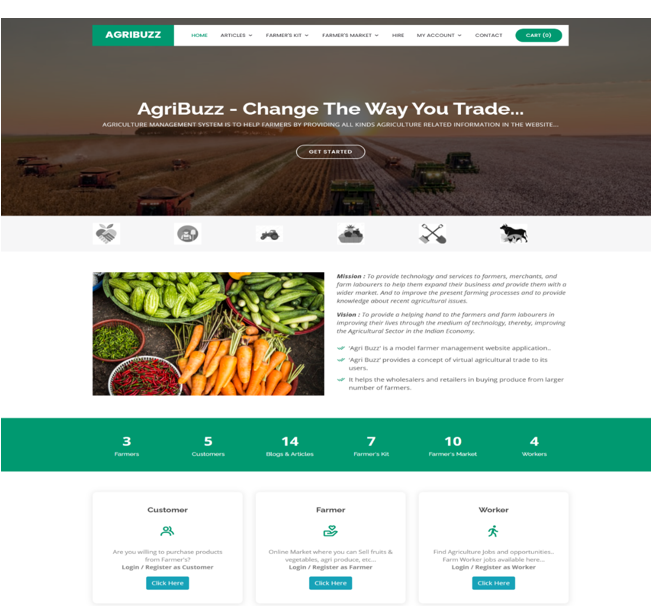 AGRIBUZZ
HOME ARTICLES FARMER'S KIT FARMER'S MARKET HIRE MY ACCOUNT CONTACT CART (0)
AgriBuzz - Change The Way You Trade...
AGRICULTURE MANAGEMENT SYSTEM IS TO HELP FARMERS BY PROVIDING ALL KINDS AGRICULTURE RELATED INFORMATION IN THE WEBSITE...
GET STARTED
Mission : To provide technology and services to farmers, merchants, and
farm labourers to help them expand their business and provide them with a
wider market. And to improve the present farming processes and to provide
knowledge about recent agricultural issues.
Vision : To provide a helping hand to the farmers and farm labourers in
improving their lives through the medium of technology, thereby, improving
the Agricultural Sector in the Indian Economy.
'Agri Buzz' is a model farmer management website application..
'Agri Buzz' provides a concept of virtual agricultural trade to its
users.
It helps the wholesalers and retailers in buying produce from larger
number of farmers.
3 5 14 7 10 4
Farmers Customers Blogs & Articles Farmer's Kit Farmer's Market Workers
Customer
Are you willing to purchase products
from Farmer's?
Login / Register as Customer
Click Here
Farmer
Online Market where you can Sell fruits &
vegetables, agri produce, etc...
Login / Register as Farmer
Click Here
Worker
Find Agriculture Jobs and opportunities..
Farm Worker Jobs available here...
Login / Register as Worker
Click Here